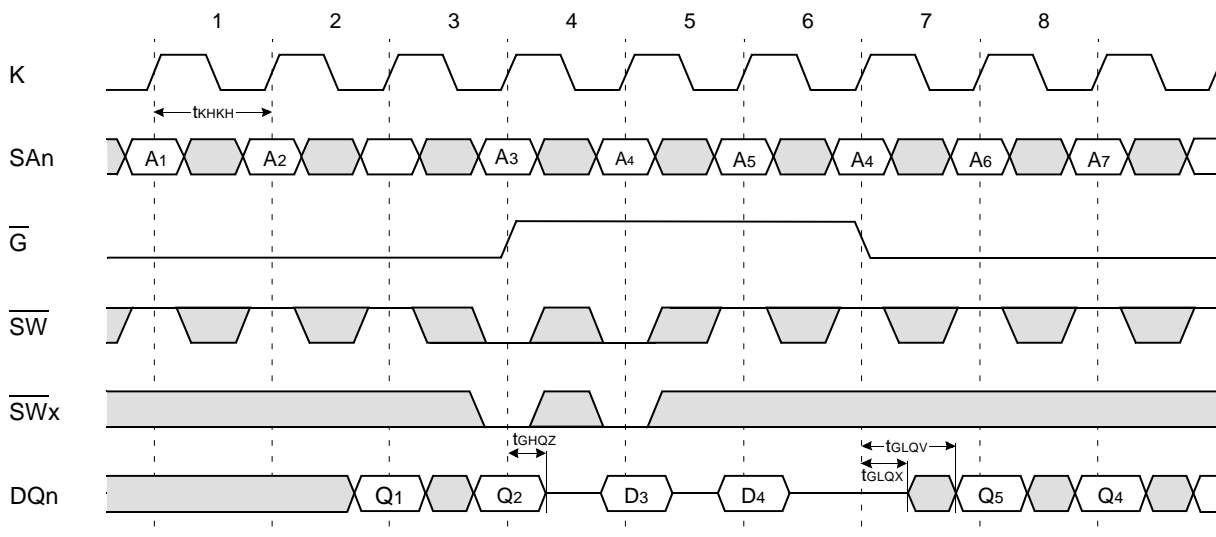 1 2 3 4 5 6 7 8
K
tKHKH
SAn A1 A2 A3 A4 A5 A4 A6 A7
G
SW
SWx
tGHQZ tGLQV
tGLQX
DQn Q1 Q2 D3 D4 Q5 Q4